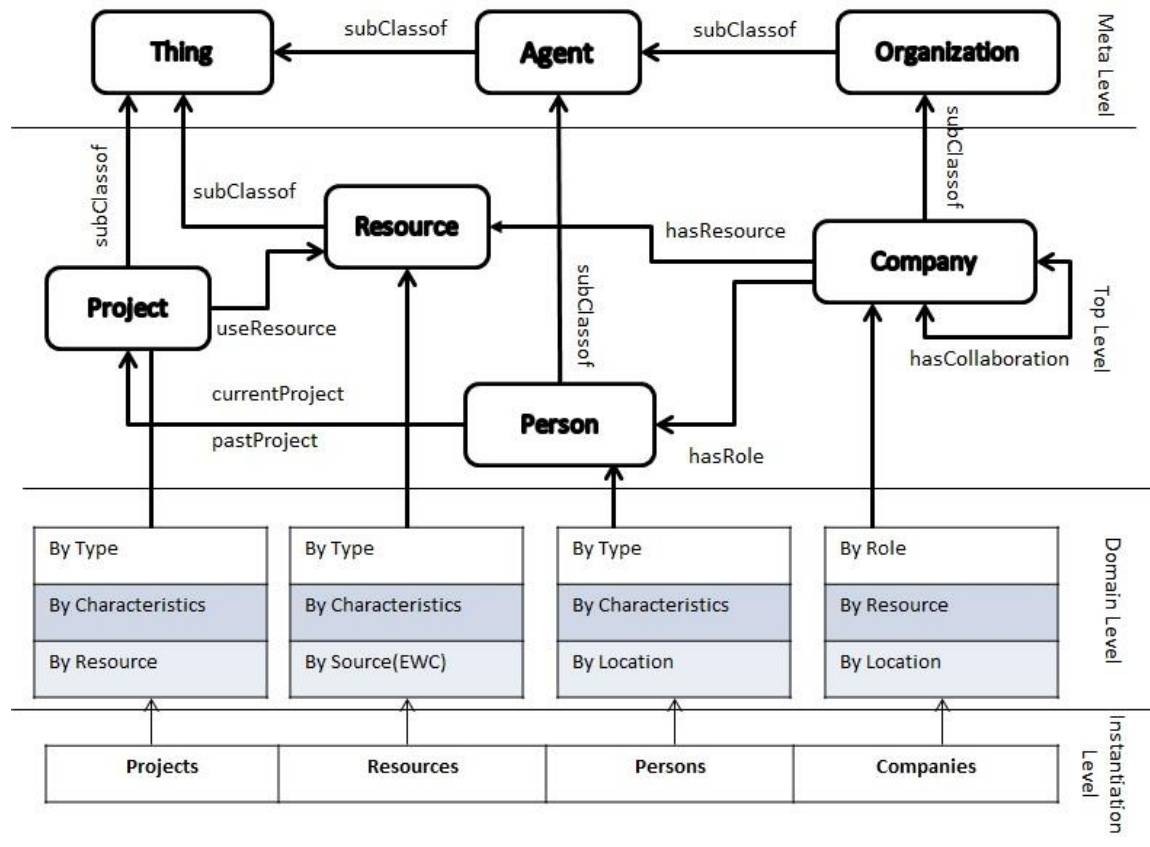 Thing
subClassof
Agent
subClassof
Organization
Meta Level
subClassof
subClassof
Resource
hasResource
subClassof
Company
Project
useResource
subClassof
hasCollaboration
Top Level
currentProject
pastProject
Person
hasRole
By Type
By Characteristics
By Resource
By Type
By Characteristics
By Source(EWC)
By Type
By Characteristics
By Location
By Role
By Resource
By Location
Domain Level
Projects
Resources
Persons
Companies
Instantiation
Level